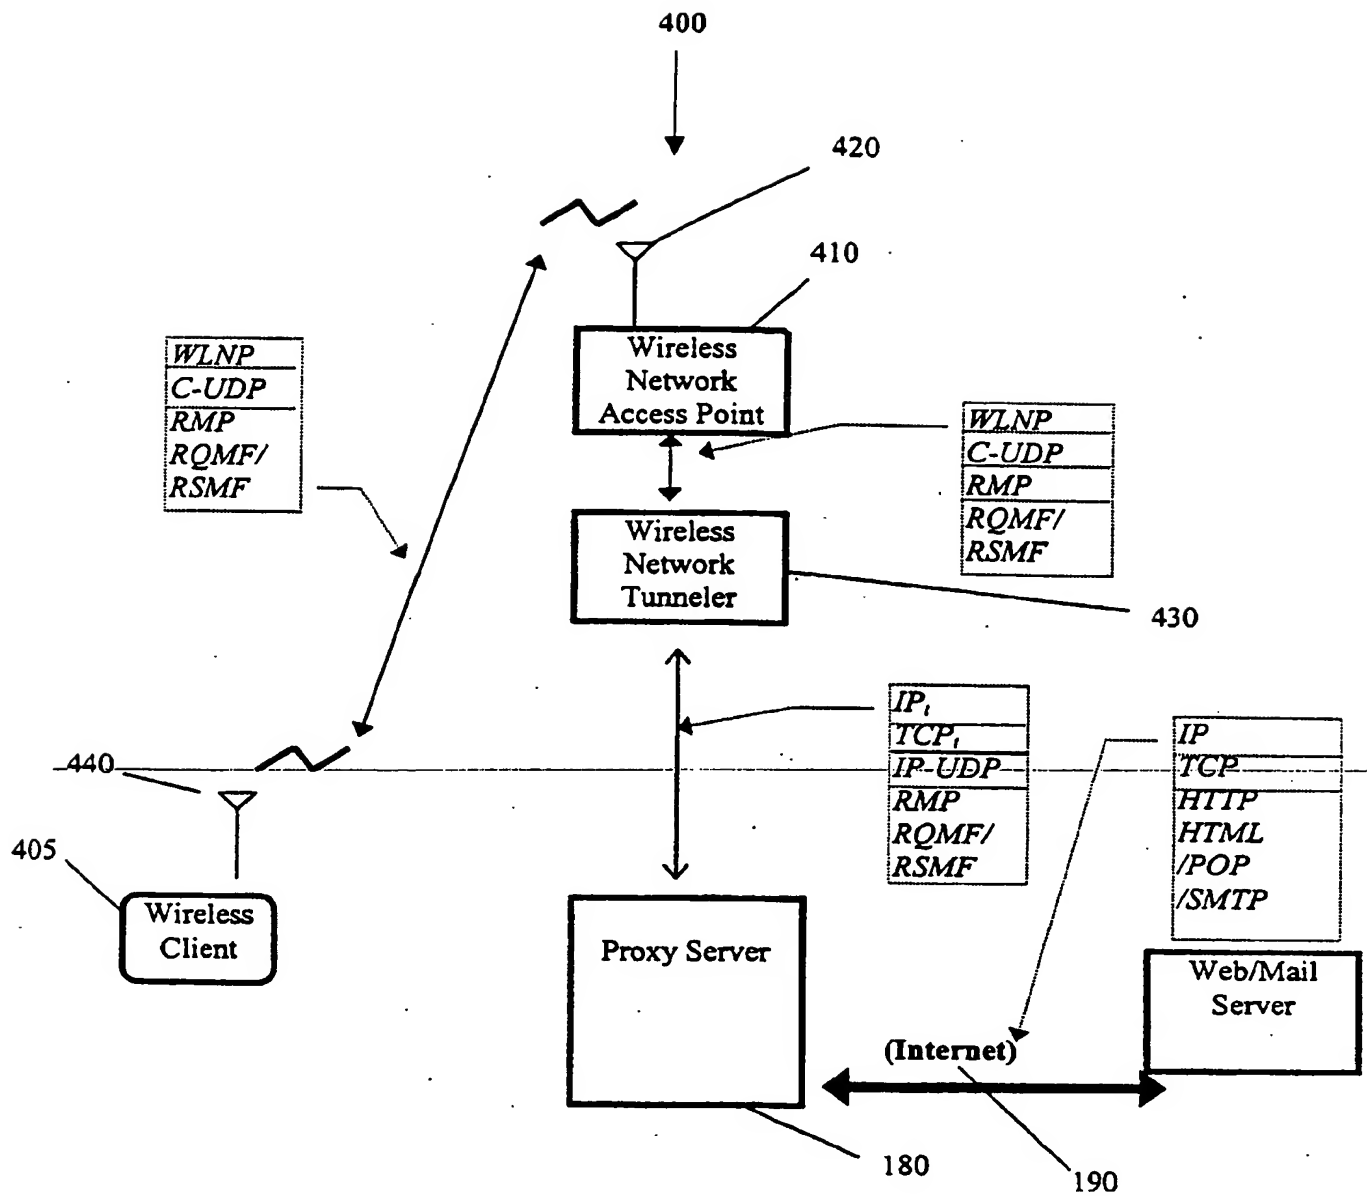 400
420
410
Wireless
Network
Access Point
WLNP
C-UDP
RMP
RQMF/
RSMF
WLNP
C-UDP
RMP
RQMF/
RSMF
Wireless
Network
Tunneler
430
IPt
TCPt
IP-UDP
RMP
RQMF/
RSMF
IP
TCP
HTTP
HTML
/POP
/SMTP
440
405
Wireless
Client
Proxy Server
Web/Mail
Server
(Internet)
180
190